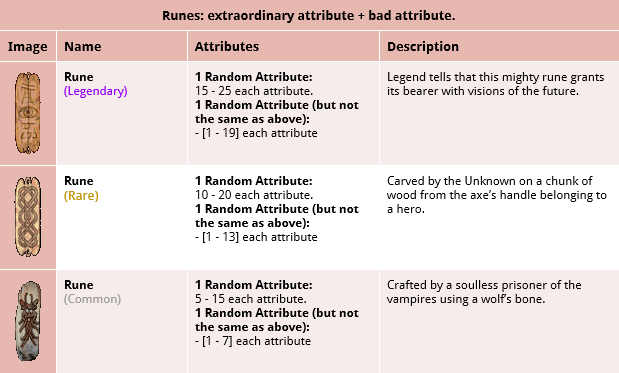 Runes: extraordinary attribute + bad attribute.
Image Name Attributes Description
Rune
(Legendary)
1 Random Attribute:
15 - 25 each attribute.
1 Random Attribute (but not
the same as above):
- [1 - 19] each attribute
Legend tells that this mighty rune grants
its bearer with visions of the future.
Rune
(Rare)
1 Random Attribute:
10 - 20 each attribute.
1 Random Attribute (but not
the same as above):
- [1 - 13] each attribute
Carved by the Unknown on a chunk of
wood from the axe’s handle belonging to
a hero.
Rune
(Common)
1 Random Attribute:
5 - 15 each attribute.
1 Random Attribute (but not
the same as above):
- [1 - 7] each attribute
Crafted by a soulless prisoner of the
vampires using a wolf’s bone.